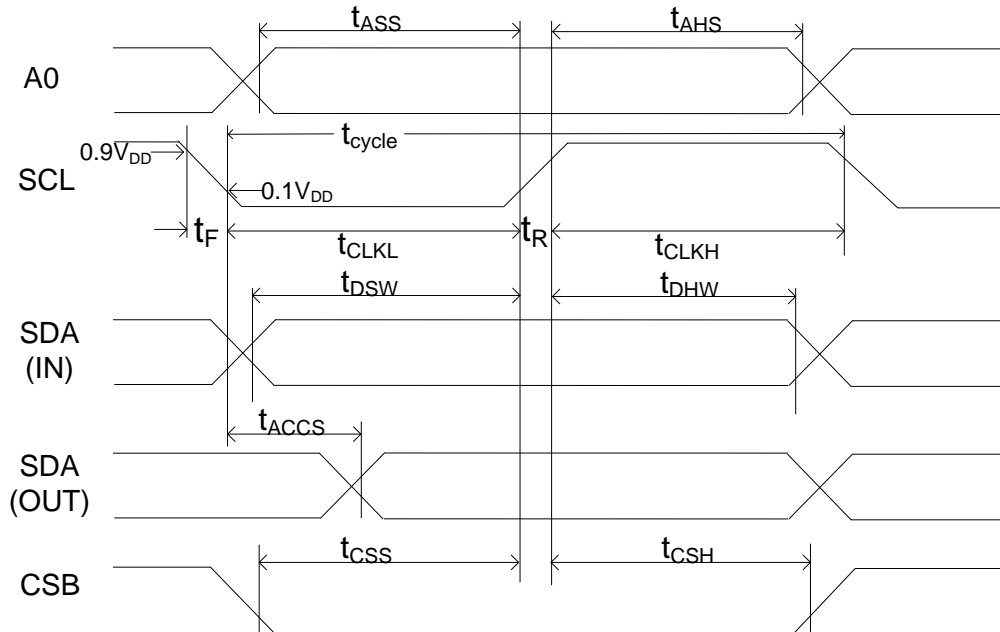 tASS
tAHS
A0
tcycle
0.9VDD
SCL
0.1VDD
tF
tCLKL
tR
tCLKH
tDSW
tDHW
SDA
(IN)
tACCS
SDA
(OUT)
tCSS
tCSH
CSB